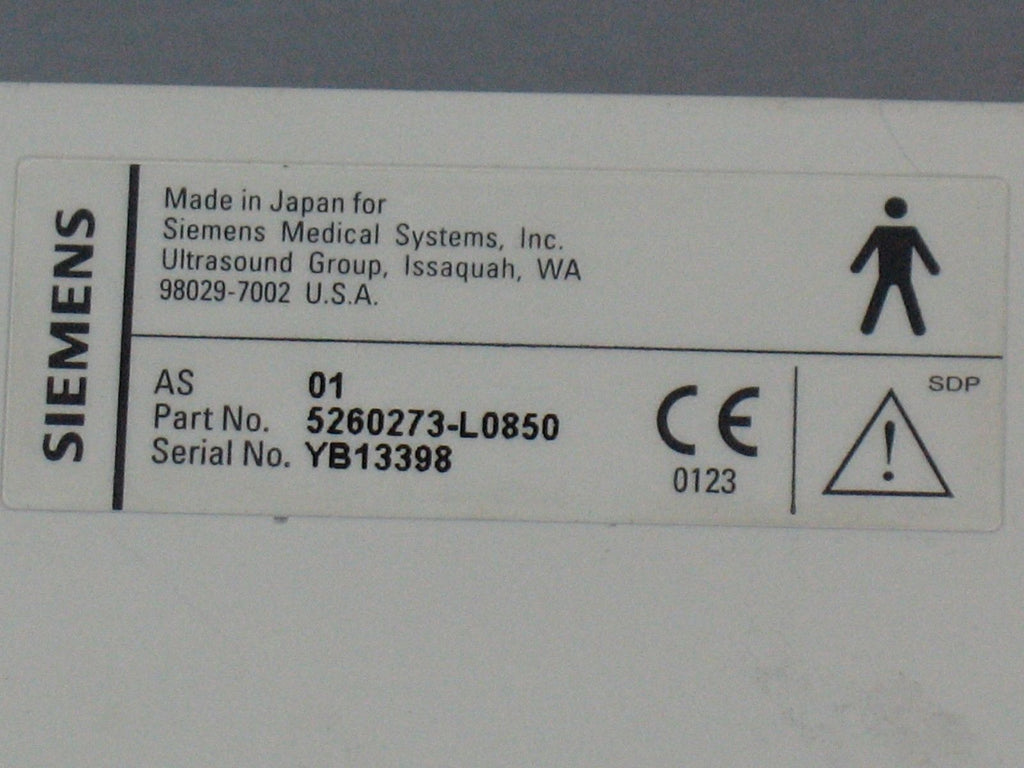 SIEMENS
Made in Japan for
Siemens Medical Systems, Inc.
Ultrasound Group, Issaquah, WA
98029-7002 U.S.A.
AS 01
Part No. 5260273-L0850
Serial No. YB13398
CE
0123
SDP
!